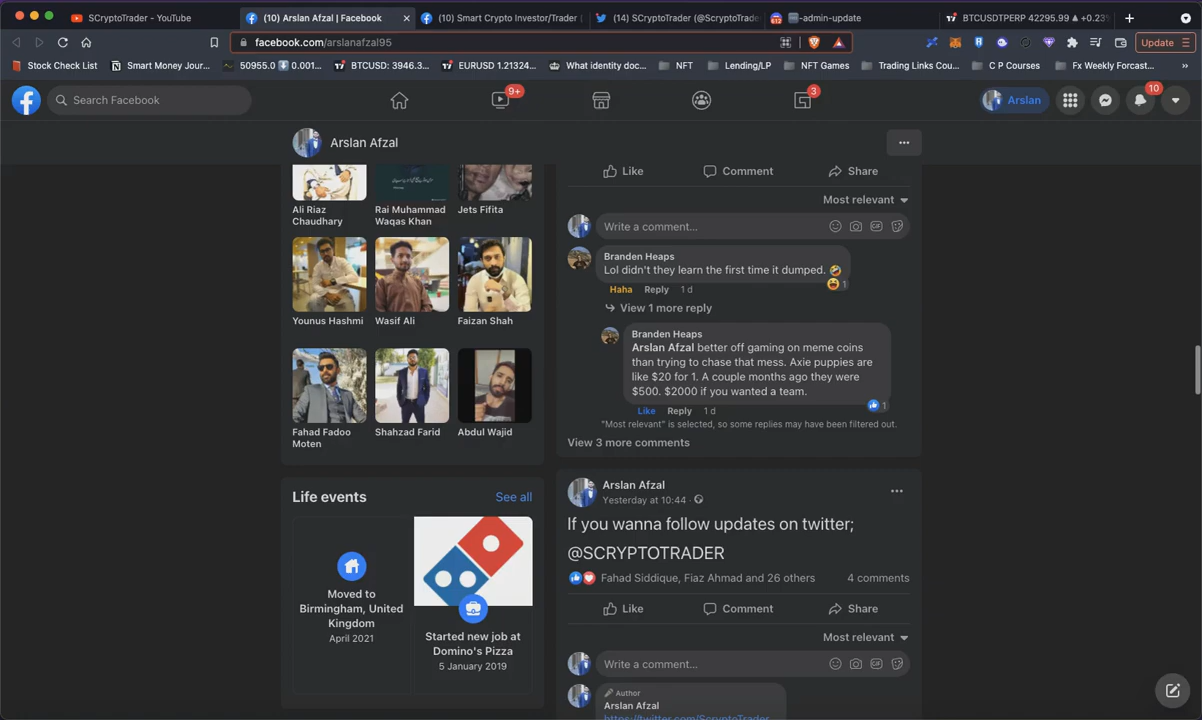 SCryptoTrader - YouTube
(10) Arslan Afzal | Facebook
(10) Smart Crypto Investor/Trader |
(14) SCryptoTrader (@ScryptoTrade
-admin-update
BTCUSDTPERP 42295.99 ▲ +0.23%
facebook.com/arslanafzal95
Update
Stock Check List
Smart Money Jour...
50955.0 ⬇ 0.001...
BTCUSD: 3946.3...
EURUSD 1.21324...
What identity doc...
NFT
Lending/LP
NFT Games
Trading Links Cou...
C P Courses
Fx Weekly Forcast...
Search Facebook
9+
3
Arslan
10
Arslan Afzal
Ali Riaz Chaudhary
Rai Muhammad Waqas Khan
Jets Fifita
Younus Hashmi
Wasif Ali
Faizan Shah
Fahad Fadoo Moten
Shahzad Farid
Abdul Wajid
Life events
See all
Moved to
Birmingham, United
Kingdom
April 2021
Started new job at
Domino's Pizza
5 January 2019
Like
Comment
Share
Most relevant
Write a comment...
Branden Heaps
Lol didn't they learn the first time it dumped. 🤣
1
Haha Reply 1 d
View 1 more reply
Branden Heaps
Arslan Afzal better off gaming on meme coins
than trying to chase that mess. Axie puppies are
like $20 for 1. A couple months ago they were
$500. $2000 if you wanted a team.
1
Like Reply 1 d
"Most relevant" is selected, so some replies may have been filtered out.
View 3 more comments
Arslan Afzal
Yesterday at 10:44 ·
If you wanna follow updates on twitter;
@SCRYPTOTRADER
Fahad Siddique, Fiaz Ahmad and 26 others
4 comments
Like
Comment
Share
Most relevant
Write a comment...
Author
Arslan Afzal
https://twitter.com/ScryptoTrader